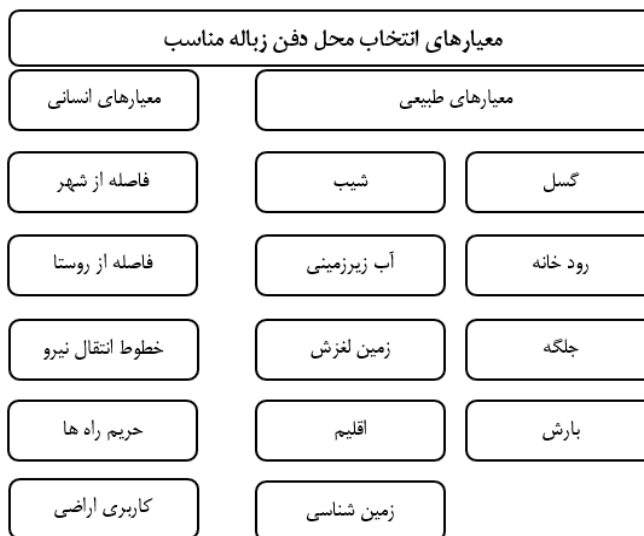 معیارهای انتخاب محل دفن زباله مناسب
معیارهای طبیعی
معیارهای انسانی
گسل
شیب
فاصله از شهر
رود خانه
آب زیرزمینی
فاصله از روستا
جلگه
زمین لغزش
خطوط انتقال نیرو
بارش
اقلیم
حریم راه ها
زمین شناسی
کاربری اراضی